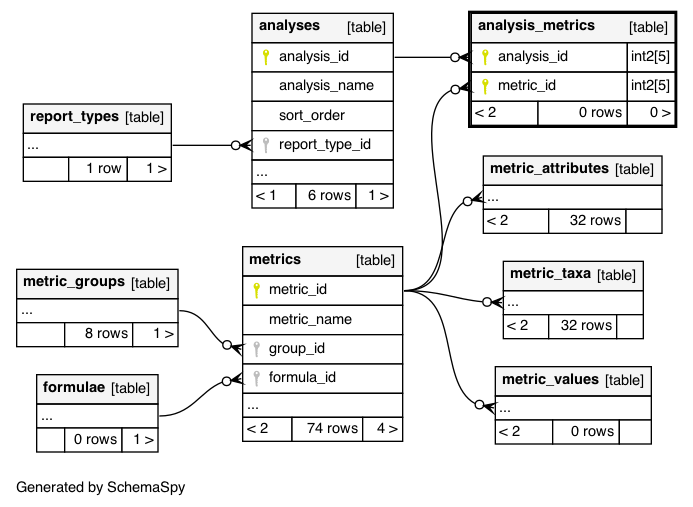 analyses [table]
analysis_id
analysis_name
sort_order
report_type_id
...
< 1 6 rows 1 >
analysis_metrics [table]
analysis_id int2[5]
metric_id int2[5]
< 2 0 rows 0 >
report_types [table]
...
1 row 1 >
metric_attributes [table]
...
< 2 32 rows
metrics [table]
metric_id
metric_name
group_id
formula_id
...
< 2 74 rows 4 >
metric_groups [table]
...
8 rows 1 >
metric_taxa [table]
...
< 2 32 rows
formulae [table]
...
0 rows 1 >
metric_values [table]
...
< 2 0 rows
Generated by SchemaSpy